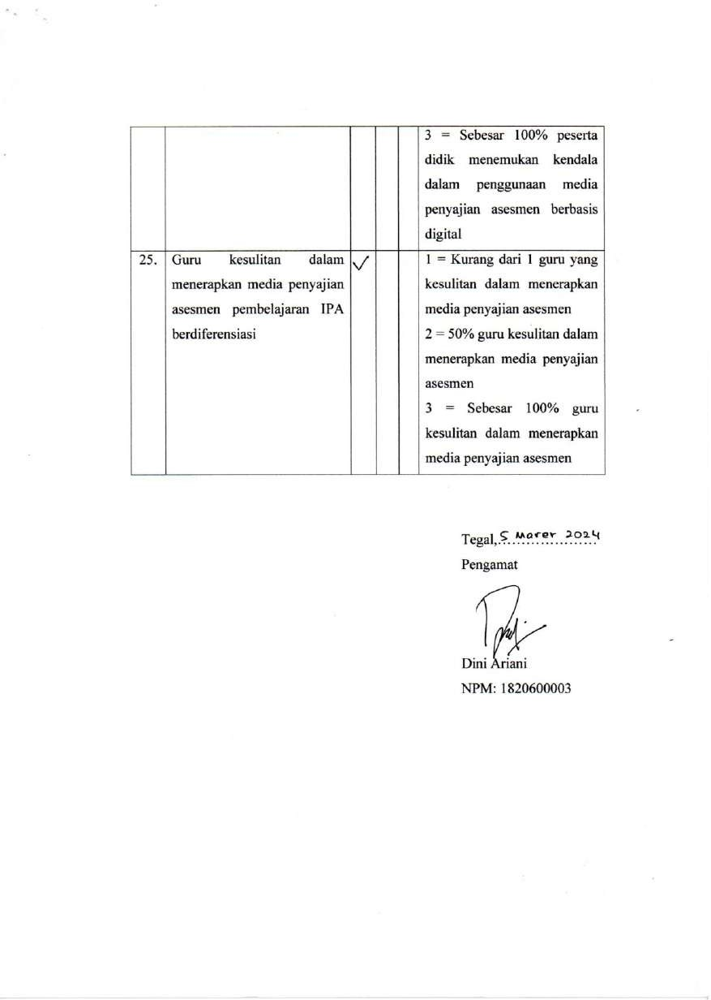 3 = Sebesar 100% peserta
didik menemukan kendala
dalam penggunaan media
penyajian asesmen berbasis
digital
25. Guru kesulitan dalam ✓ 1 = Kurang dari 1 guru yang
menerapkan media penyajian kesulitan dalam menerapkan
asesmen pembelajaran IPA media penyajian asesmen
berdiferensiasi 2 = 50% guru kesulitan dalam
menerapkan media penyajian
asesmen
3 = Sebesar 100% guru
kesulitan dalam menerapkan
media penyajian asesmen
Tegal, 5 Maret 2024
Pengamat
Dini Ariani
NPM: 1820600003